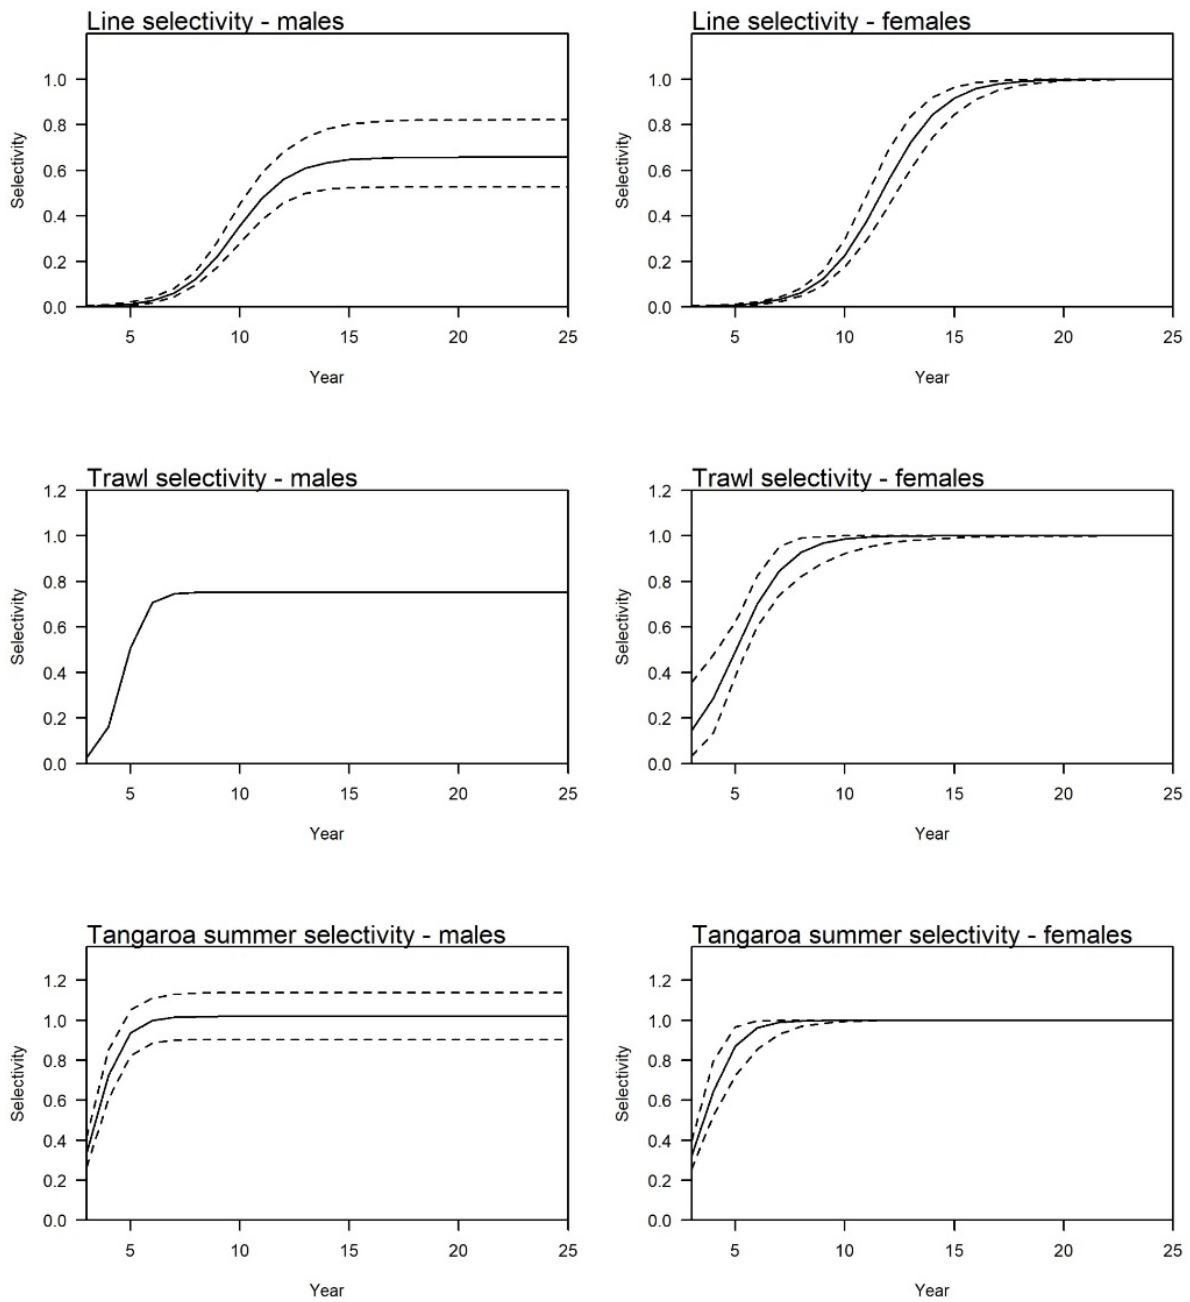 Line selectivity - males
1.0
0.8
0.6
0.4
0.2
0.0
Selectivity
5 10 15 20 25
Year
Line selectivity - females
1.0
0.8
0.6
0.4
0.2
0.0
Selectivity
5 10 15 20 25
Year
Trawl selectivity - males
1.2
1.0
0.8
0.6
0.4
0.2
0.0
Selectivity
5 10 15 20 25
Year
Trawl selectivity - females
1.2
1.0
0.8
0.6
0.4
0.2
0.0
Selectivity
5 10 15 20 25
Year
Tangaroa summer selectivity - males
1.2
1.0
0.8
0.6
0.4
0.2
0.0
Selectivity
5 10 15 20 25
Year
Tangaroa summer selectivity - females
1.2
1.0
0.8
0.6
0.4
0.2
0.0
Selectivity
5 10 15 20 25
Year